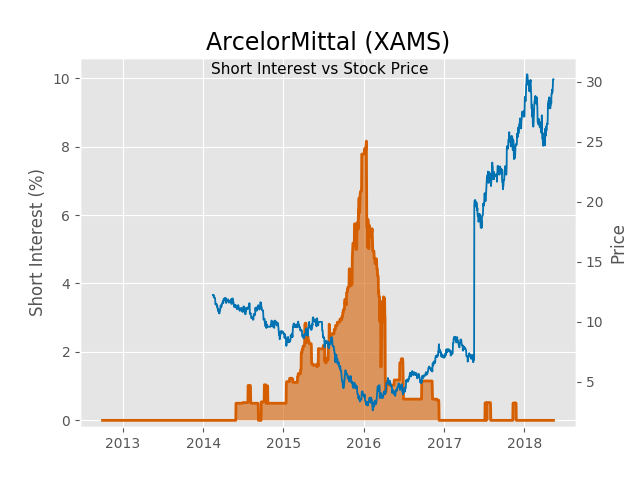 ArcelorMittal (XAMS)
Short Interest vs Stock Price
Short Interest (%)
10
8
6
4
2
0
30
25
20
15
10
5
Price
2013 2014 2015 2016 2017 2018